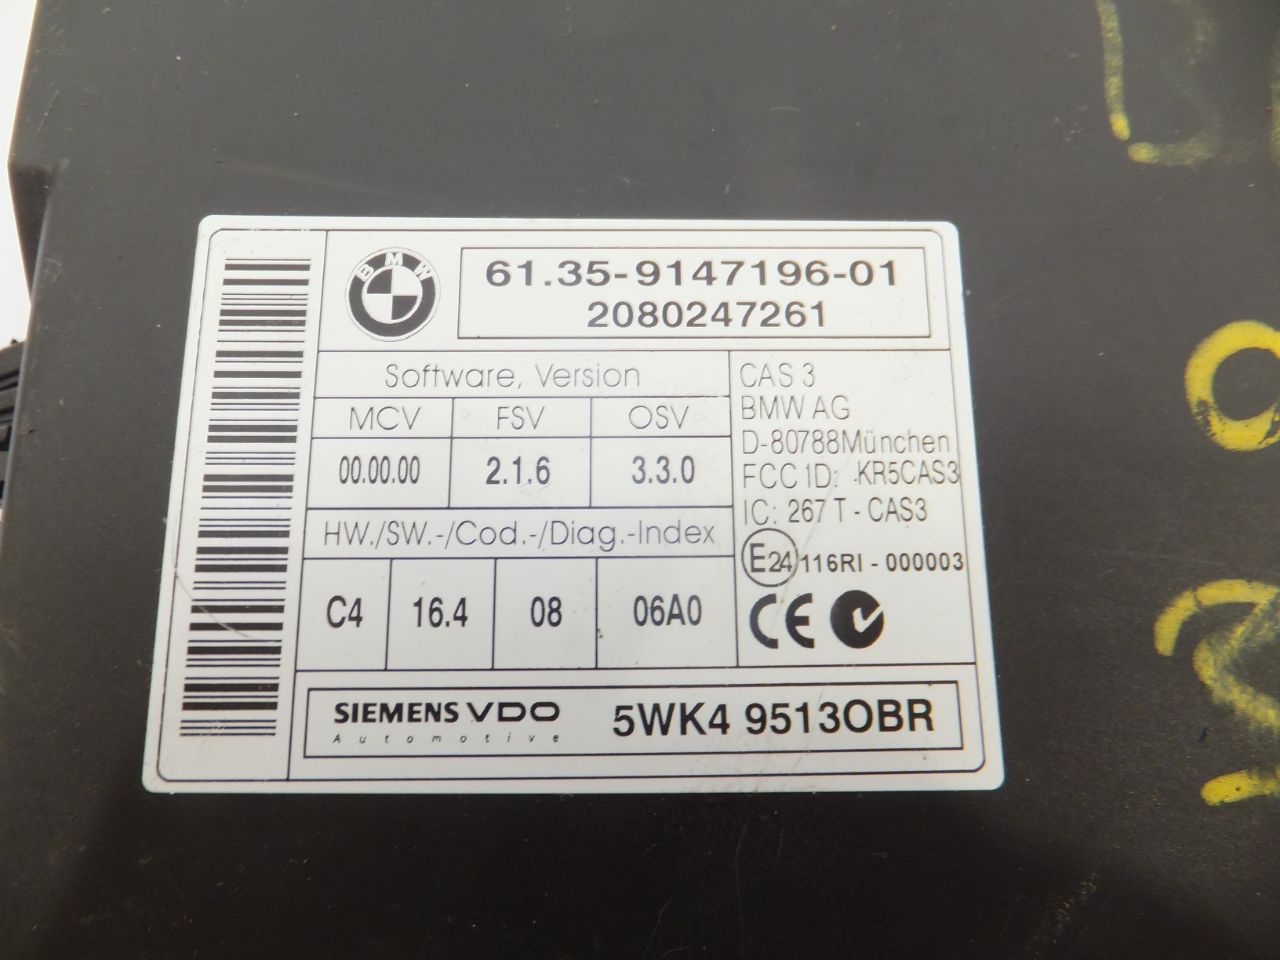 BMW
61.35-9147196-01
2080247261
Software, Version
MCV FSV OSV
00.00.00 2.1.6 3.3.0
HW./SW.-/Cod.-/Diag.-Index
C4 16.4 08 06A0
CAS 3
BMW AG
D-80788München
FCC ID: KR5CAS3
IC: 267 T - CAS3
E24 116RI - 000003
CE
SIEMENS VDO
Automotive
5WK4 9513OBR